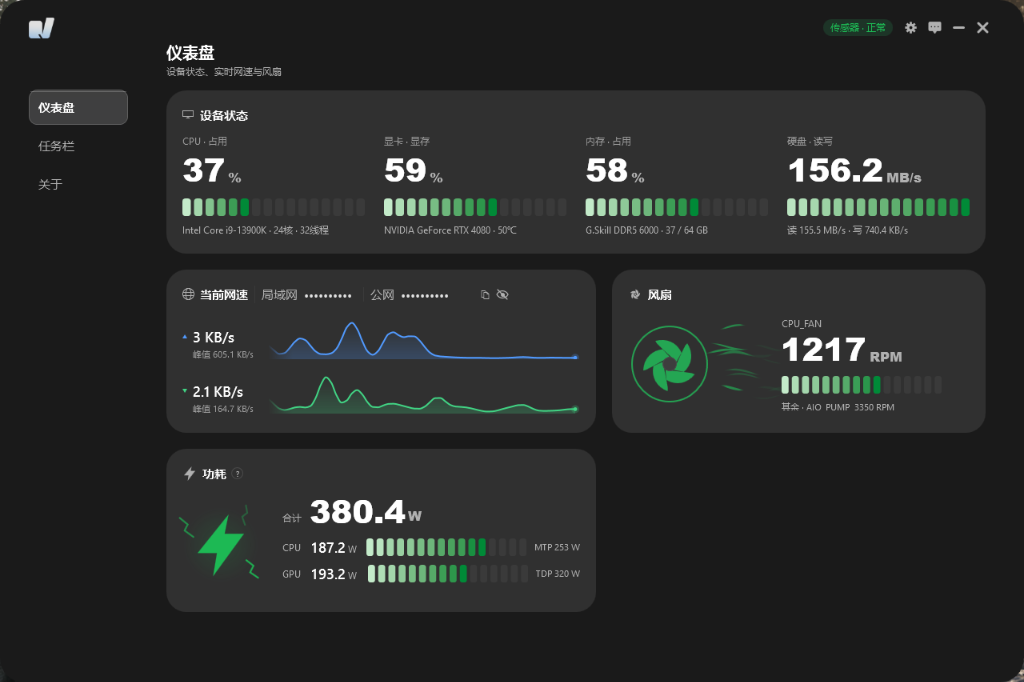 传感器 · 正常
仪表盘
设备状态、实时网速与风扇
仪表盘
任务栏
关于
设备状态
CPU · 占用
37 %
Intel Core i9-13900K · 24核 · 32线程
显卡 · 显存
59 %
NVIDIA GeForce RTX 4080 · 50°C
内存 · 占用
58 %
G.Skill DDR5 6000 · 37 / 64 GB
硬盘 · 读写
156.2 MB/s
读 155.5 MB/s · 写 740.4 KB/s
当前网速 局域网 •••••••••• 公网 ••••••••••
3 KB/s
峰值 605.1 KB/s
2.1 KB/s
峰值 164.7 KB/s
风扇
CPU_FAN
1217 RPM
其余 · AIO PUMP 3350 RPM
功耗 ?
合计 380.4 W
CPU 187.2 W MTP 253 W
GPU 193.2 W TDP 320 W